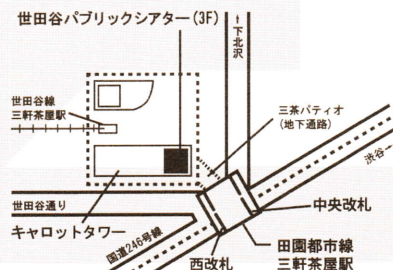 世田谷パブリックシアター(3F)
↑下北沢
世田谷線
三軒茶屋駅
三茶パティオ
(地下通路)
渋谷→
世田谷通り
中央改札
キャロットタワー
国道246号線
田園都市線
三軒茶屋駅
西改札